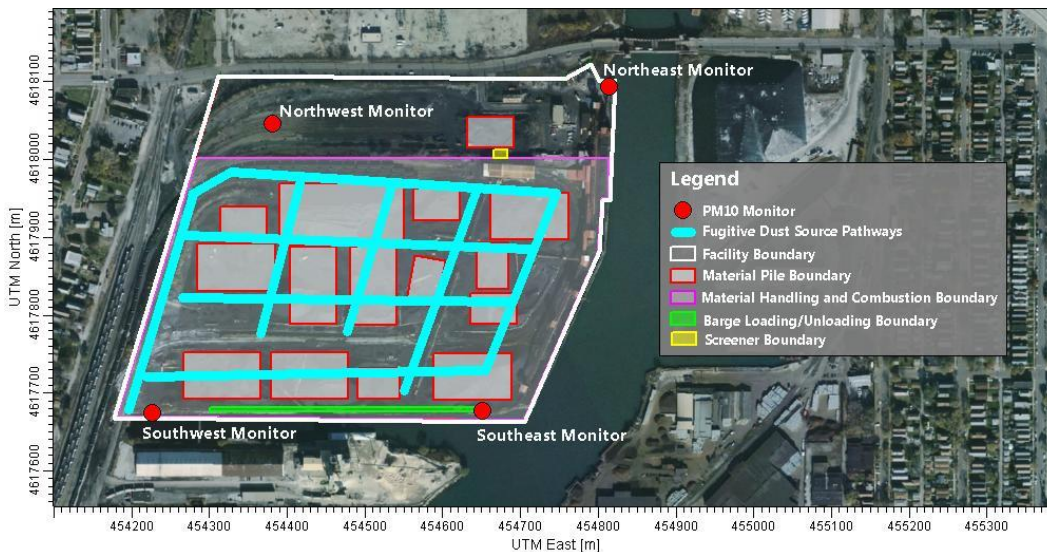 Northeast Monitor
Northwest Monitor
Legend
PM10 Monitor
Fugitive Dust Source Pathways
Facility Boundary
Material Pile Boundary
Material Handling and Combustion Boundary
Barge Loading/Unloading Boundary
Screener Boundary
Southwest Monitor
Southeast Monitor
UTM North [m]
4618100
4618000
4617900
4617800
4617700
4617600
454200 454300 454400 454500 454600 454700 454800 454900 455000 455100 455200 455300
UTM East [m]